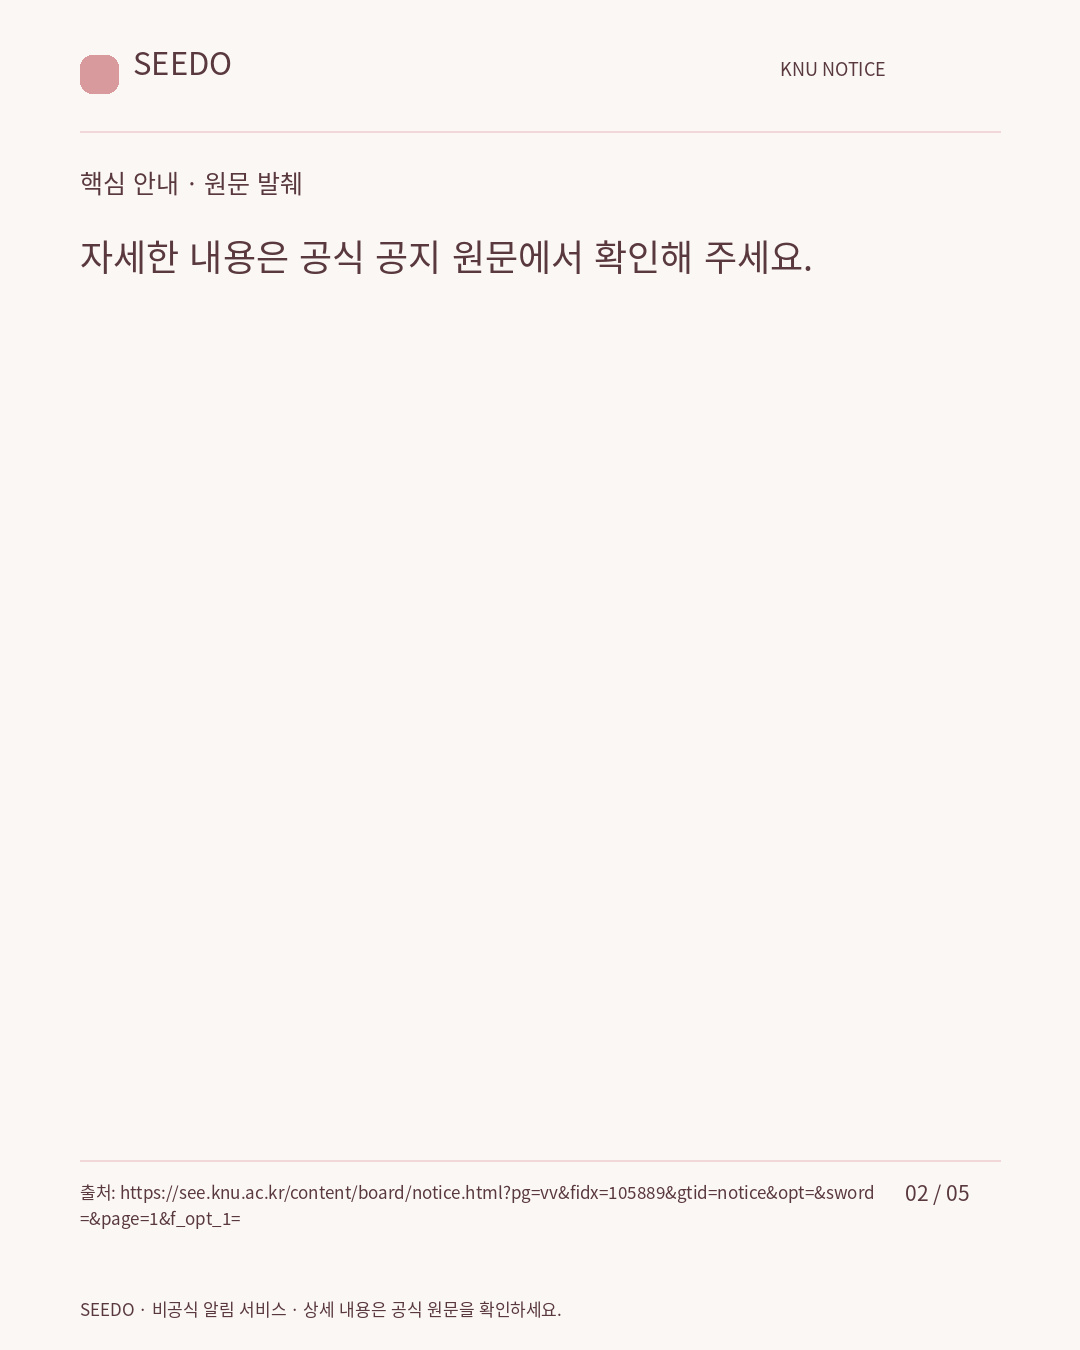 SEEDO
KNU NOTICE
핵심 안내 · 원문 발췌
자세한 내용은 공식 공지 원문에서 확인해 주세요.
출처: https://see.knu.ac.kr/content/board/notice.html?pg=vv&fidx=105889&gtid=notice&opt=&sword
=&page=1&f_opt_1=
02 / 05
SEEDO · 비공식 알림 서비스 · 상세 내용은 공식 원문을 확인하세요.